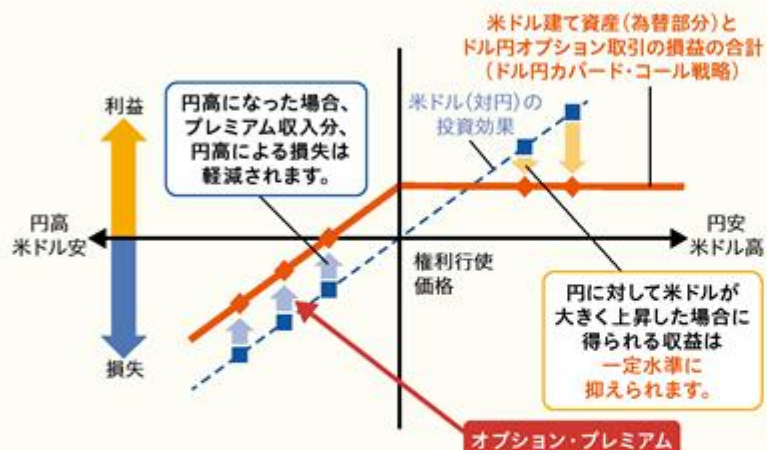 米ドル建て資産(為替部分)と
ドル円オプション取引の損益の合計
(ドル円カバード・コール戦略)
利益
円高になった場合、
プレミアム収入分、
円高による損失は
軽減されます。
米ドル(対円)の
投資効果
円高
米ドル安
円安
米ドル高
権利行使
価格
円に対して米ドルが
大きく上昇した場合に
得られる収益は
一定水準に
抑えられます。
損失
オプション・プレミアム